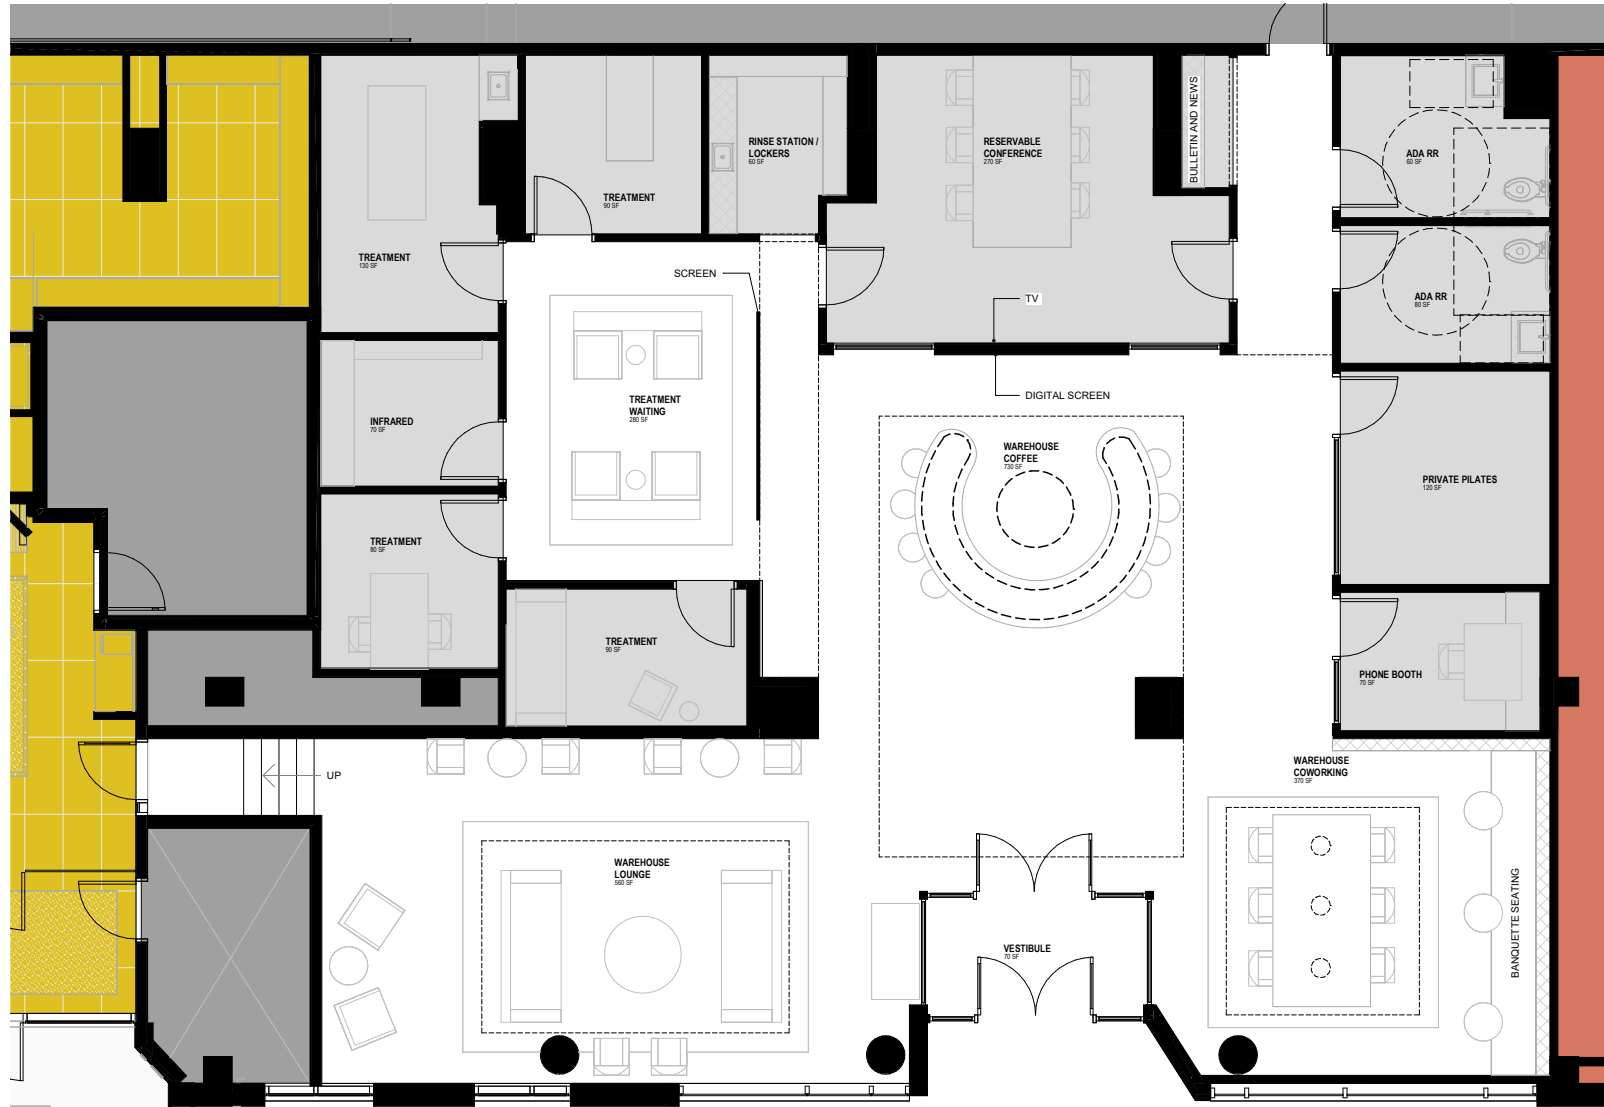 BULLETIN AND NEWS
RINSE STATION /
LOCKERS
60 SF
RESERVABLE
CONFERENCE
270 SF
ADA RR
60 SF
TREATMENT
90 SF
TREATMENT
130 SF
SCREEN
TV
ADA RR
80 SF
DIGITAL SCREEN
TREATMENT
WAITING
280 SF
INFRARED
70 SF
WAREHOUSE
COFFEE
730 SF
PRIVATE PILATES
120 SF
TREATMENT
80 SF
TREATMENT
90 SF
PHONE BOOTH
70 SF
UP
WAREHOUSE
COWORKING
370 SF
WAREHOUSE
LOUNGE
560 SF
VESTIBULE
70 SF
BANQUETTE SEATING